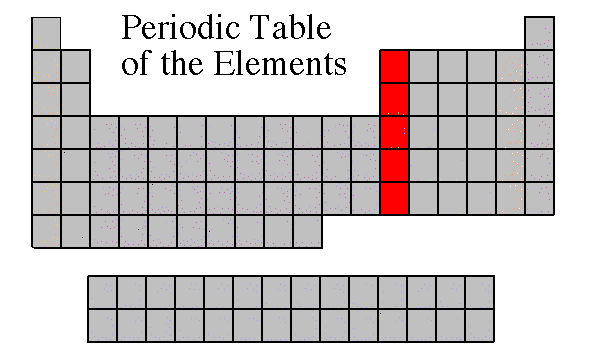 Periodic Table
of the Elements